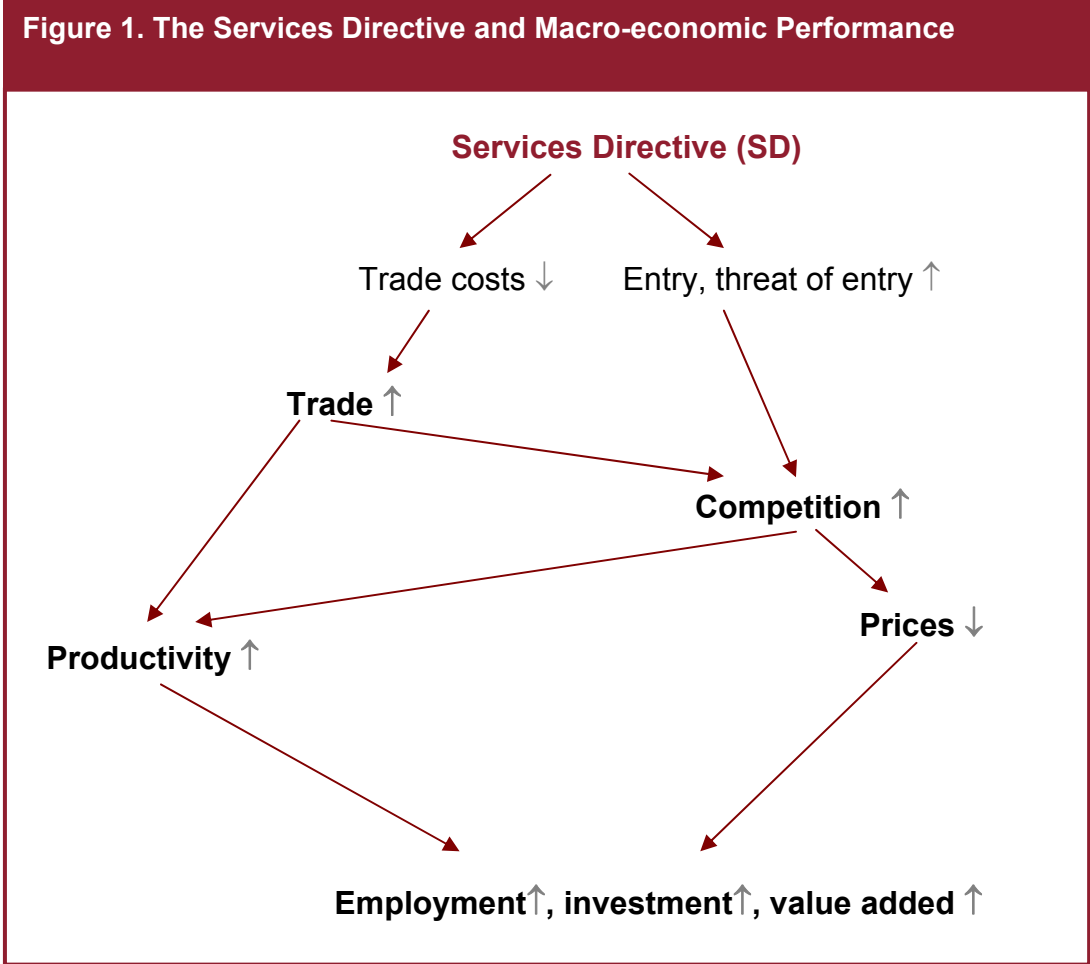 Figure 1. The Services Directive and Macro-economic Performance
Services Directive (SD)
Trade costs ↓
Entry, threat of entry ↑
Trade ↑
Competition ↑
Prices ↓
Productivity ↑
Employment↑, investment↑, value added ↑